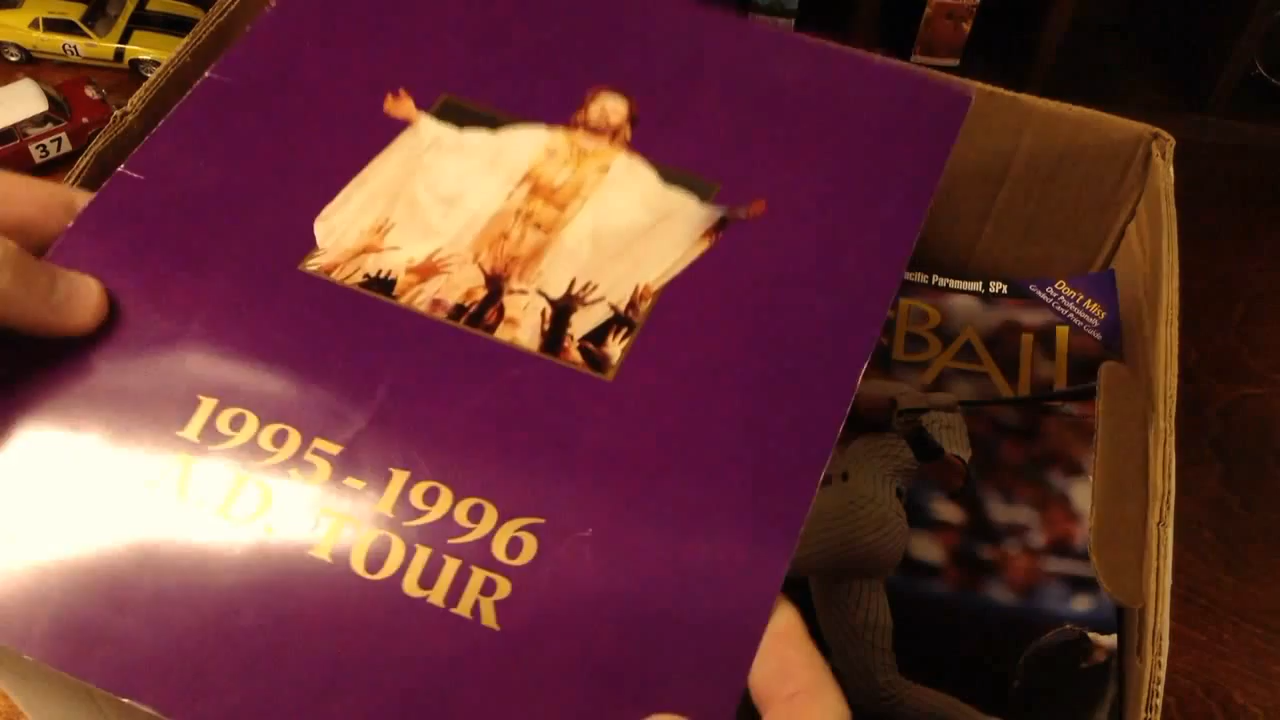 61
37
1995-1996
A.D. TOUR
acific Paramount, SPx
Don't Miss
Our Professionally
Graded Card Price Guide
BALL